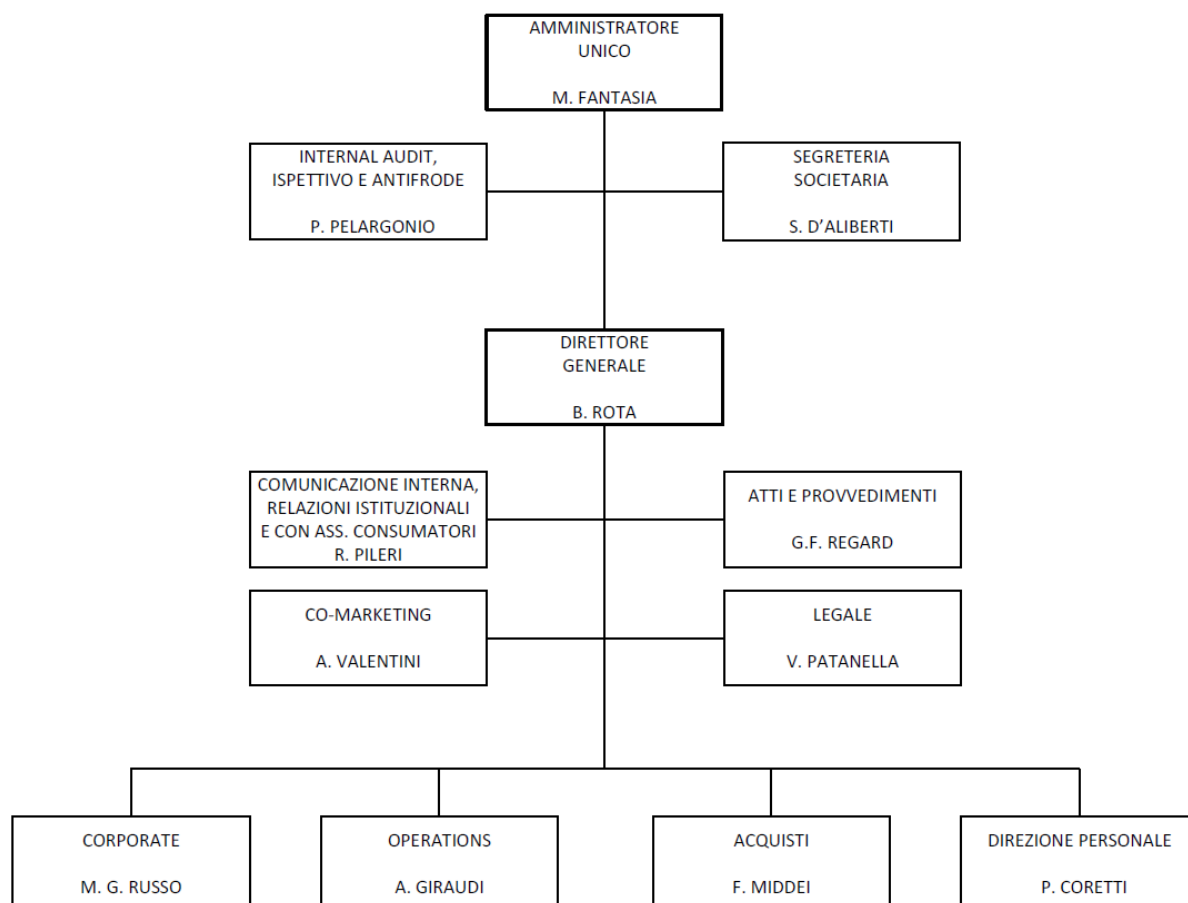 AMMINISTRATORE
UNICO
M. FANTASIA
INTERNAL AUDIT,
ISPETTIVO E ANTIFRODE
P. PELARGONIO
SEGRETERIA
SOCIETARIA
S. D’ALIBERTI
DIRETTORE
GENERALE
B. ROTA
COMUNICAZIONE INTERNA,
RELAZIONI ISTITUZIONALI
E CON ASS. CONSUMATORI
R. PILERI
ATTI E PROVVEDIMENTI
G.F. REGARD
CO-MARKETING
A. VALENTINI
LEGALE
V. PATANELLA
CORPORATE
M. G. RUSSO
OPERATIONS
A. GIRAUDI
ACQUISTI
F. MIDDEI
DIREZIONE PERSONALE
P. CORETTI